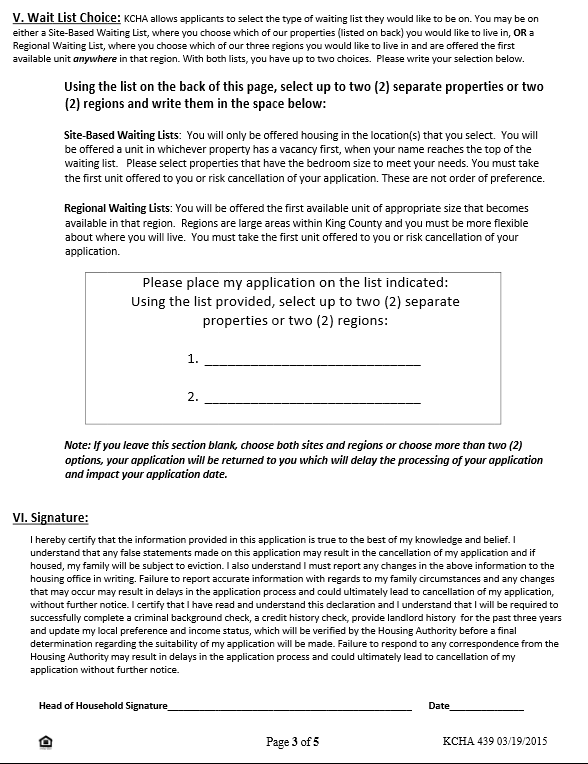 V. Wait List Choice: KCHA allows applicants to select the type of waiting list they would like to be on. You may be on
either a Site-Based Waiting List, where you choose which of our properties (listed on back) you would like to live in, OR a
Regional Waiting List, where you choose which of our three regions you would like to live in and are offered the first
available unit anywhere in that region. With both lists, you have up to two choices. Please write your selection below.
Using the list on the back of this page, select up to two (2) separate properties or two
(2) regions and write them in the space below:
Site-Based Waiting Lists: You will only be offered housing in the location(s) that you select. You will
be offered a unit in whichever property has a vacancy first, when your name reaches the top of the
waiting list. Please select properties that have the bedroom size to meet your needs. You must take
the first unit offered to you or risk cancellation of your application. These are not order of preference.
Regional Waiting Lists: You will be offered the first available unit of appropriate size that becomes
available in that region. Regions are large areas within King County and you must be more flexible
about where you will live. You must take the first unit offered to you or risk cancellation of your
application.
Please place my application on the list indicated:
Using the list provided, select up to two (2) separate
properties or two (2) regions:
1. ______________________________
2. ______________________________
Note: If you leave this section blank, choose both sites and regions or choose more than two (2)
options, your application will be returned to you which will delay the processing of your application
and impact your application date.
VI. Signature:
I hereby certify that the information provided in this application is true to the best of my knowledge and belief. I
understand that any false statements made on this application may result in the cancellation of my application and if
housed, my family will be subject to eviction. I also understand I must report any changes in the above information to the
housing office in writing. Failure to report accurate information with regards to my family circumstances and any changes
that may occur may result in delays in the application process and could ultimately lead to cancellation of my application,
without further notice. I certify that I have read and understand this declaration and I understand that I will be required to
successfully complete a criminal background check, a credit history check, provide landlord history for the past three years
and update my local preference and income status, which will be verified by the Housing Authority before a final
determination regarding the suitability of my application will be made. Failure to respond to any correspondence from the
Housing Authority may result in delays in the application process and could ultimately lead to cancellation of my
application without further notice.
Head of Household Signature______________________________ Date____________
Page 3 of 5 KCHA 439 03/19/2015